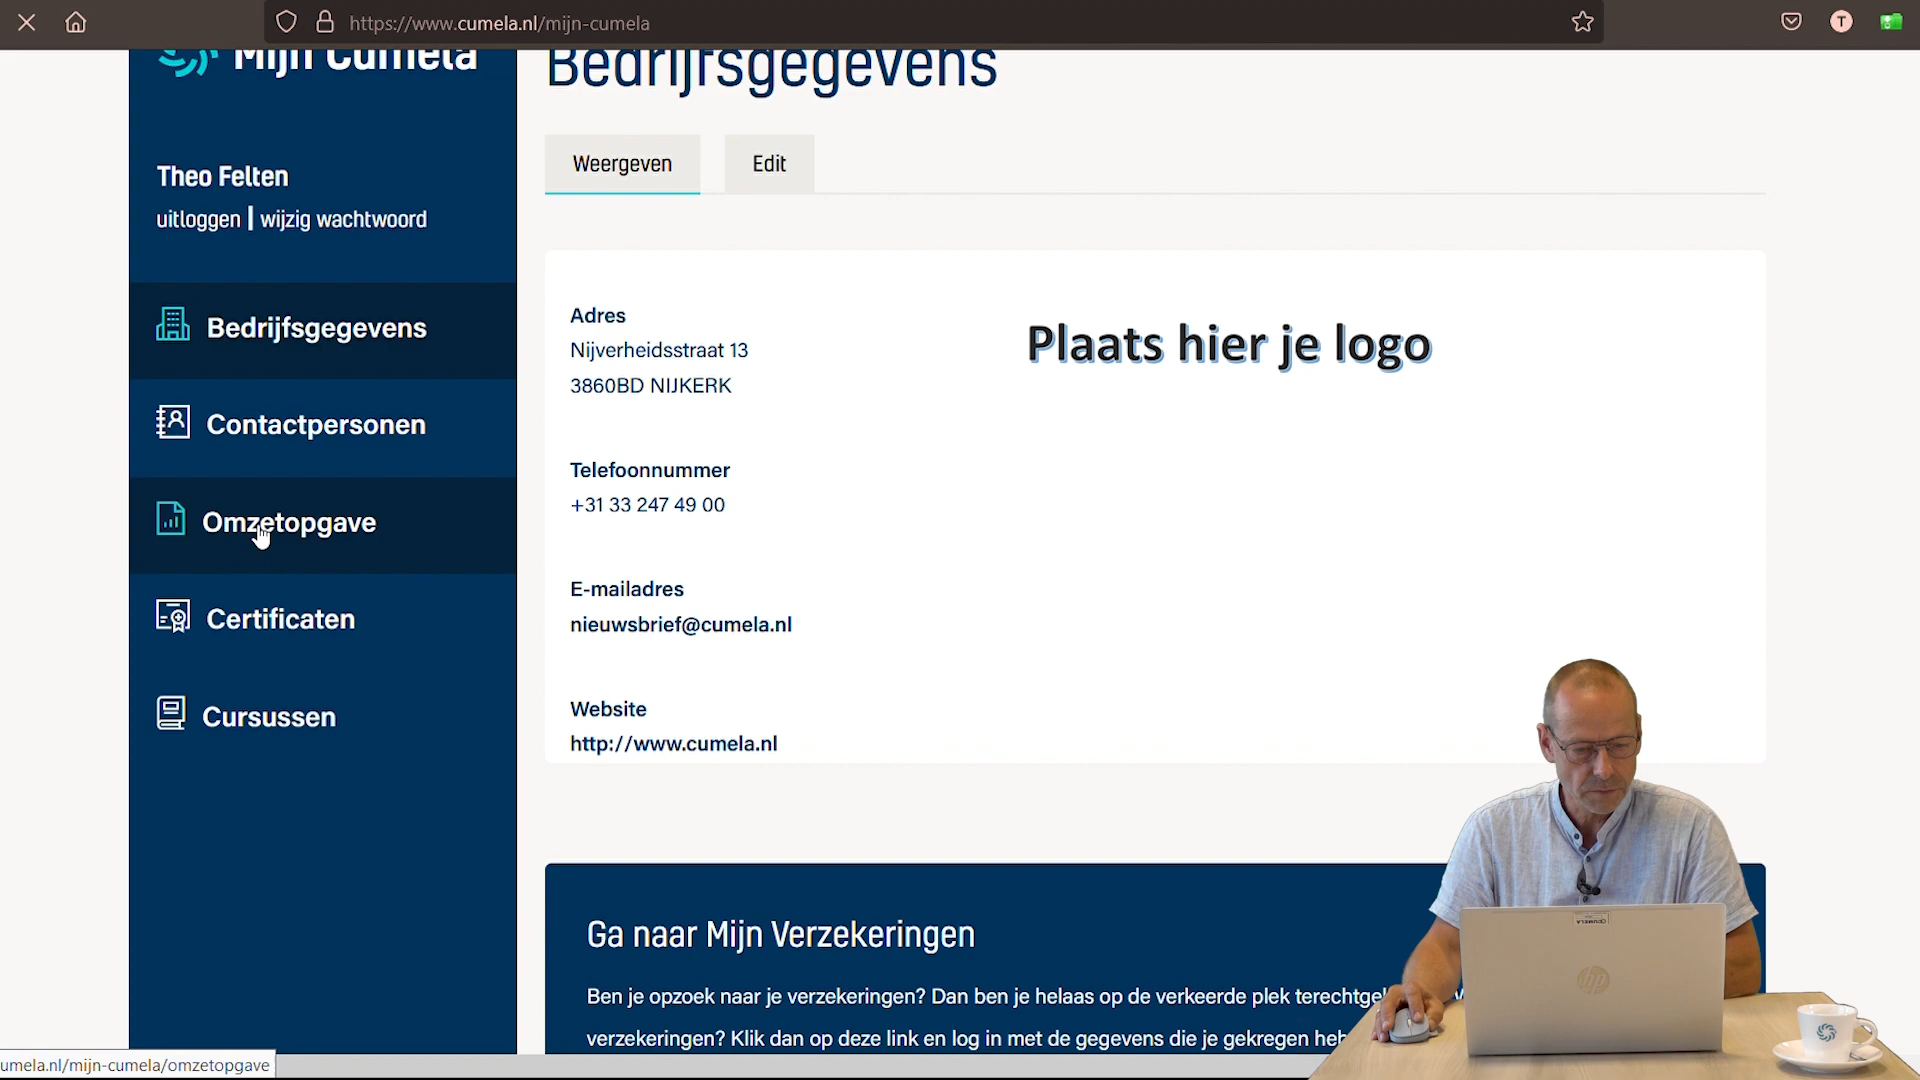 https://www.cumela.nl/mijn-cumela
T
Mijn Cumela
Theo Felten
uitloggen | wijzig wachtwoord
Bedrijfsgegevens
Contactpersonen
Omzetopgave
Certificaten
Cursussen
Bedrijfsgegevens
Weergeven
Edit
Adres
Nijverheidsstraat 13
3860BD NIJKERK
Plaats hier je logo
Telefoonnummer
+31 33 247 49 00
E-mailadres
nieuwsbrief@cumela.nl
Website
http://www.cumela.nl
Ga naar Mijn Verzekeringen
Ben je opzoek naar je verzekeringen? Dan ben je helaas op de verkeerde plek
verzekeringen? Klik dan op deze link en log in met de gegevens die je gekregen
umela.nl/mijn-cumela/omzetopgave
hp